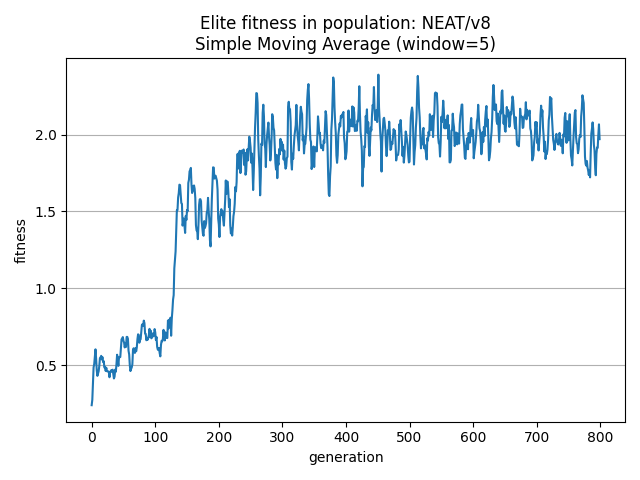 Elite fitness in population: NEAT/v8
Simple Moving Average (window=5)
fitness
2.0
1.5
1.0
0.5
0 100 200 300 400 500 600 700 800
generation